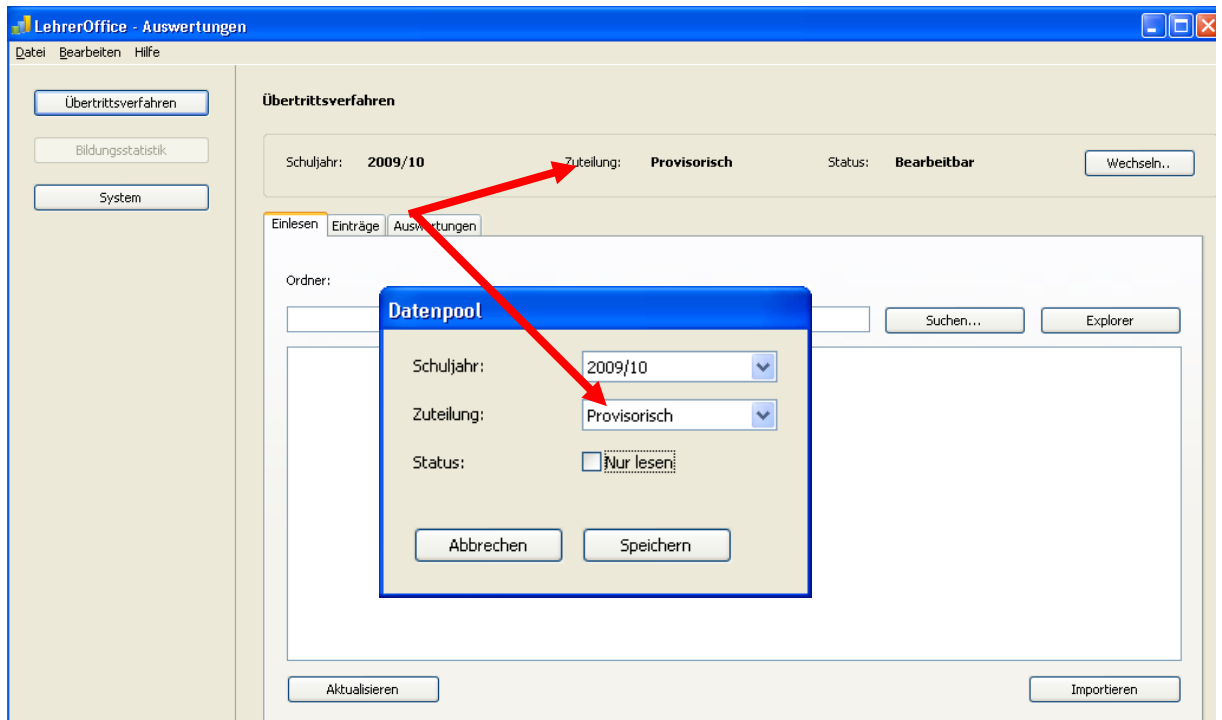 LehrerOffice - Auswertungen
Datei Bearbeiten Hilfe
Übertrittsverfahren
Bildungsstatistik
System
Übertrittsverfahren
Schuljahr: 2009/10 Zuteilung: Provisorisch Status: Bearbeitbar Wechseln..
Einlesen Einträge Auswertungen
Ordner:
Suchen... Explorer
Datenpool
Schuljahr: 2009/10
Zuteilung: Provisorisch
Status: Nur lesen
Abbrechen Speichern
Aktualisieren Importieren